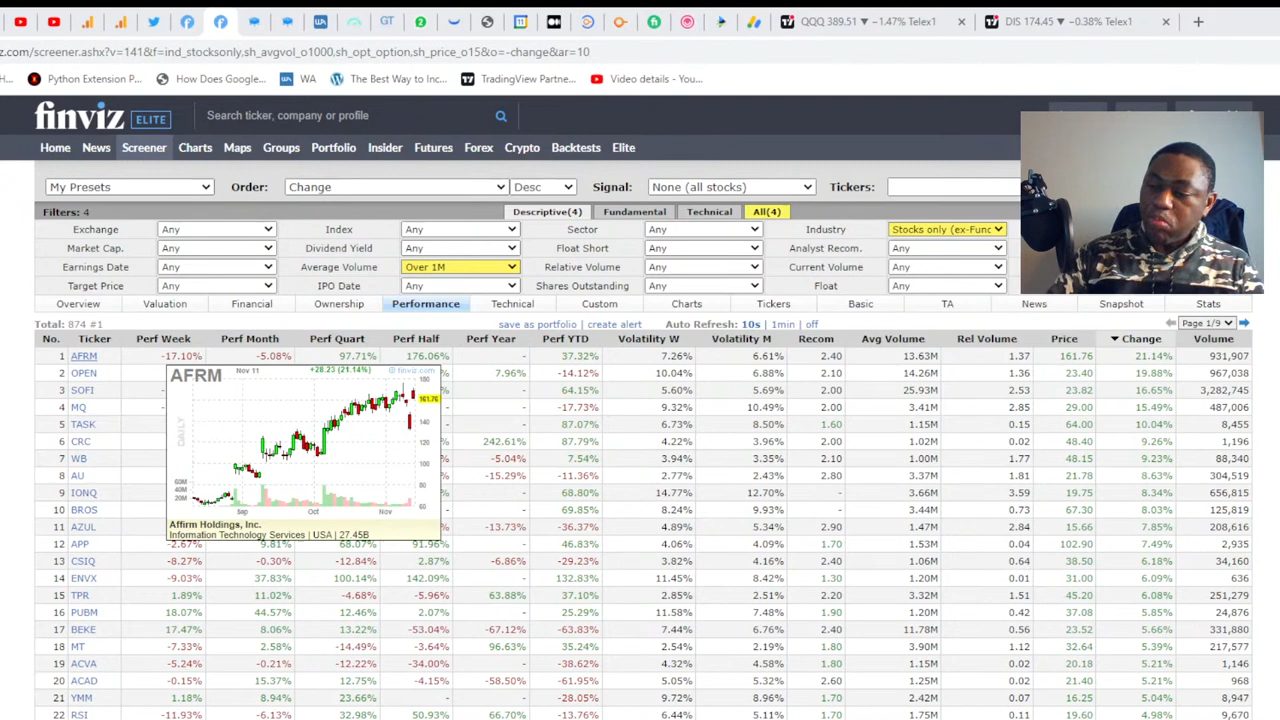 QQQ 389.51 ▼ −1.47% Telex1 × DIS 174.45 ▼ −0.38% Telex1 × +
z.com/screener.ashx?v=141&f=ind_stocksonly,sh_avgvol_o1000,sh_opt_option,sh_price_o15&o=-change&ar=10
H... Python Extension P... How Does Google... WA The Best Way to Inc... TradingView Partne... Video details - You...
finviz ELITE Search ticker, company or profile
Home News Screener Charts Maps Groups Portfolio Insider Futures Forex Crypto Backtests Elite
My Presets Order: Change Desc Signal: None (all stocks) Tickers:
Filters: 4 Descriptive(4) Fundamental Technical All(4)
Exchange Any Index Any Sector Any Industry Stocks only (ex-Func
Market Cap. Any Dividend Yield Any Float Short Any Analyst Recom. Any
Earnings Date Any Average Volume Over 1M Relative Volume Any Current Volume Any
Target Price Any IPO Date Any Shares Outstanding Any Float Any
Overview Valuation Financial Ownership Performance Technical Custom Charts Tickers Basic TA News Snapshot Stats
Total: 874 #1 save as portfolio | create alert Auto Refresh: 10s | 1min | off Page 1/9
No. Ticker Perf Week Perf Month Perf Quart Perf Half Perf Year Perf YTD Volatility W Volatility M Recom Avg Volume Rel Volume Price ▼ Change Volume
1 AFRM -17.10% -5.08% 97.71% 176.06% - 37.32% 7.26% 6.61% 2.40 13.63M 1.37 161.76 21.14% 931,907
2 OPEN 7.96% -14.12% 10.04% 6.88% 2.10 14.26M 1.16 23.40 19.88% 967,038
3 SOFI - 64.15% 5.60% 5.69% 2.00 25.93M 2.53 23.82 16.65% 3,282,745
4 MQ - -17.73% 9.32% 10.49% 2.00 3.41M 2.85 29.00 15.49% 487,006
5 TASK - 87.07% 6.73% 8.50% 1.60 1.15M 0.15 64.00 10.04% 8,455
6 CRC 242.61% 87.79% 4.22% 3.96% 2.00 1.02M 0.02 48.40 9.26% 1,196
7 WB -5.04% 7.54% 3.94% 3.35% 2.10 1.00M 1.77 48.15 9.23% 88,340
8 AU -15.29% -11.36% 2.77% 2.43% 2.80 3.37M 1.81 21.78 8.63% 304,519
9 IONQ - 68.80% 14.77% 12.70% - 3.66M 3.59 19.75 8.34% 656,815
10 BROS - 69.85% 8.24% 9.93% - 3.44M 0.73 67.30 8.03% 125,819
11 AZUL -13.73% -36.37% 4.89% 5.34% 2.90 1.47M 2.84 15.66 7.85% 208,616
12 APP -2.67% 9.81% 68.07% 91.96% - 46.83% 4.06% 4.09% 1.70 1.53M 0.04 102.90 7.49% 2,935
13 CSIQ -8.27% -0.30% -12.84% 2.87% -6.86% -29.23% 3.82% 4.16% 2.40 1.06M 0.64 38.50 6.18% 34,160
14 ENVX -9.03% 37.83% 100.14% 142.09% - 132.83% 11.45% 8.42% 1.30 1.20M 0.01 31.00 6.09% 636
15 TPR 1.89% 11.02% -4.68% -5.96% 63.88% 37.10% 2.85% 2.51% 2.20 3.32M 1.51 45.20 6.08% 251,279
16 PUBM 18.07% 44.57% 12.46% 2.07% - 25.29% 11.58% 7.48% 1.90 1.20M 0.42 37.08 5.85% 24,876
17 BEKE 17.47% 8.06% 13.22% -53.04% -67.12% -63.83% 7.44% 6.76% 2.40 11.78M 0.56 23.52 5.66% 331,880
18 MT -7.33% 2.58% -14.49% -3.64% 96.63% 35.24% 2.54% 2.19% 1.80 3.90M 1.12 32.64 5.39% 217,577
19 ACVA -5.24% -0.21% -12.22% -34.00% - -38.62% 4.32% 4.58% 1.80 1.15M 0.02 20.18 5.21% 1,146
20 ACAD -0.15% 15.37% 12.75% -4.15% -58.50% -61.95% 5.05% 5.32% 2.60 1.25M 0.02 21.40 5.21% 968
21 YMM 1.18% 8.94% 23.66% - - -28.05% 9.72% 8.96% 1.70 2.42M 0.07 16.25 5.04% 8,947
22 RSI -11.93% -6.13% 32.98% 50.93% 66.70% -13.76% 6.44% 5.11% 1.70 1.75M 0.11 19.60 4.98% 9,670
AFRM Nov 11 +28.23 (21.14%) © finviz.com
180
161.76
140
120
100
80
60
DAILY
60M
40M
20M
Sep Oct Nov
Affirm Holdings, Inc.
Information Technology Services | USA | 27.45B